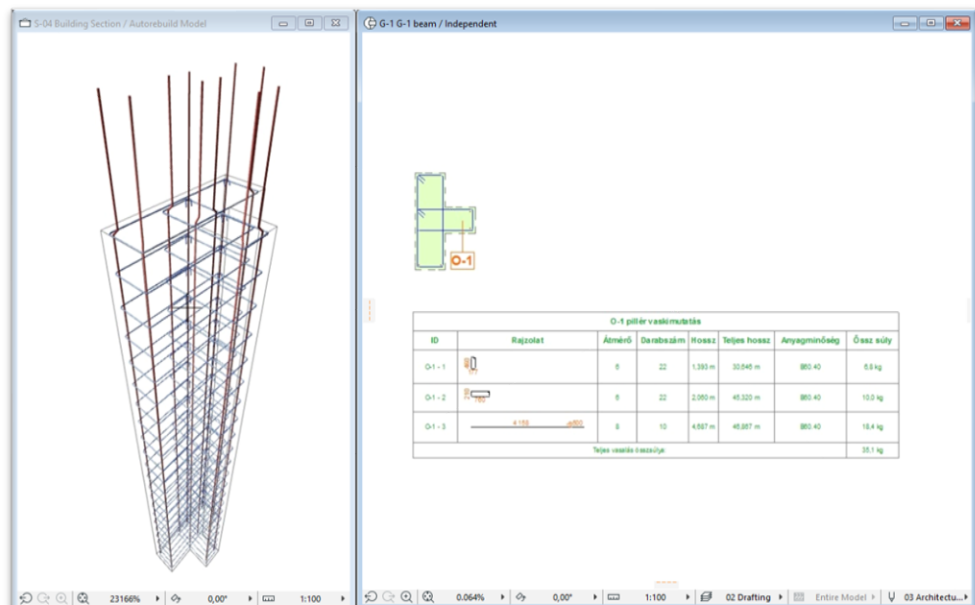 S-04 Building Section / Autorebuild Model
G-1 G-1 beam / Independent
O-1
O-1 pillér vaskimutatás
ID Rajzolat Átmérő Darabszám Hossz Teljes hossz Anyagminőség Össz súly
G-1 - 1 6 22 1,393 m 30,646 m B60.40 6,8 kg
G-1 - 2 6 22 2,060 m 45,320 m B60.40 10,0 kg
G-1 - 3 4 158 8 10 4,687 m 46,867 m B60.40 18,4 kg
Teljes vasalás összsúlya 35,1 kg
23166% 0,00° 1:100
0.064% 0,00° 1:100 02 Drafting Entire Model 03 Architectu...